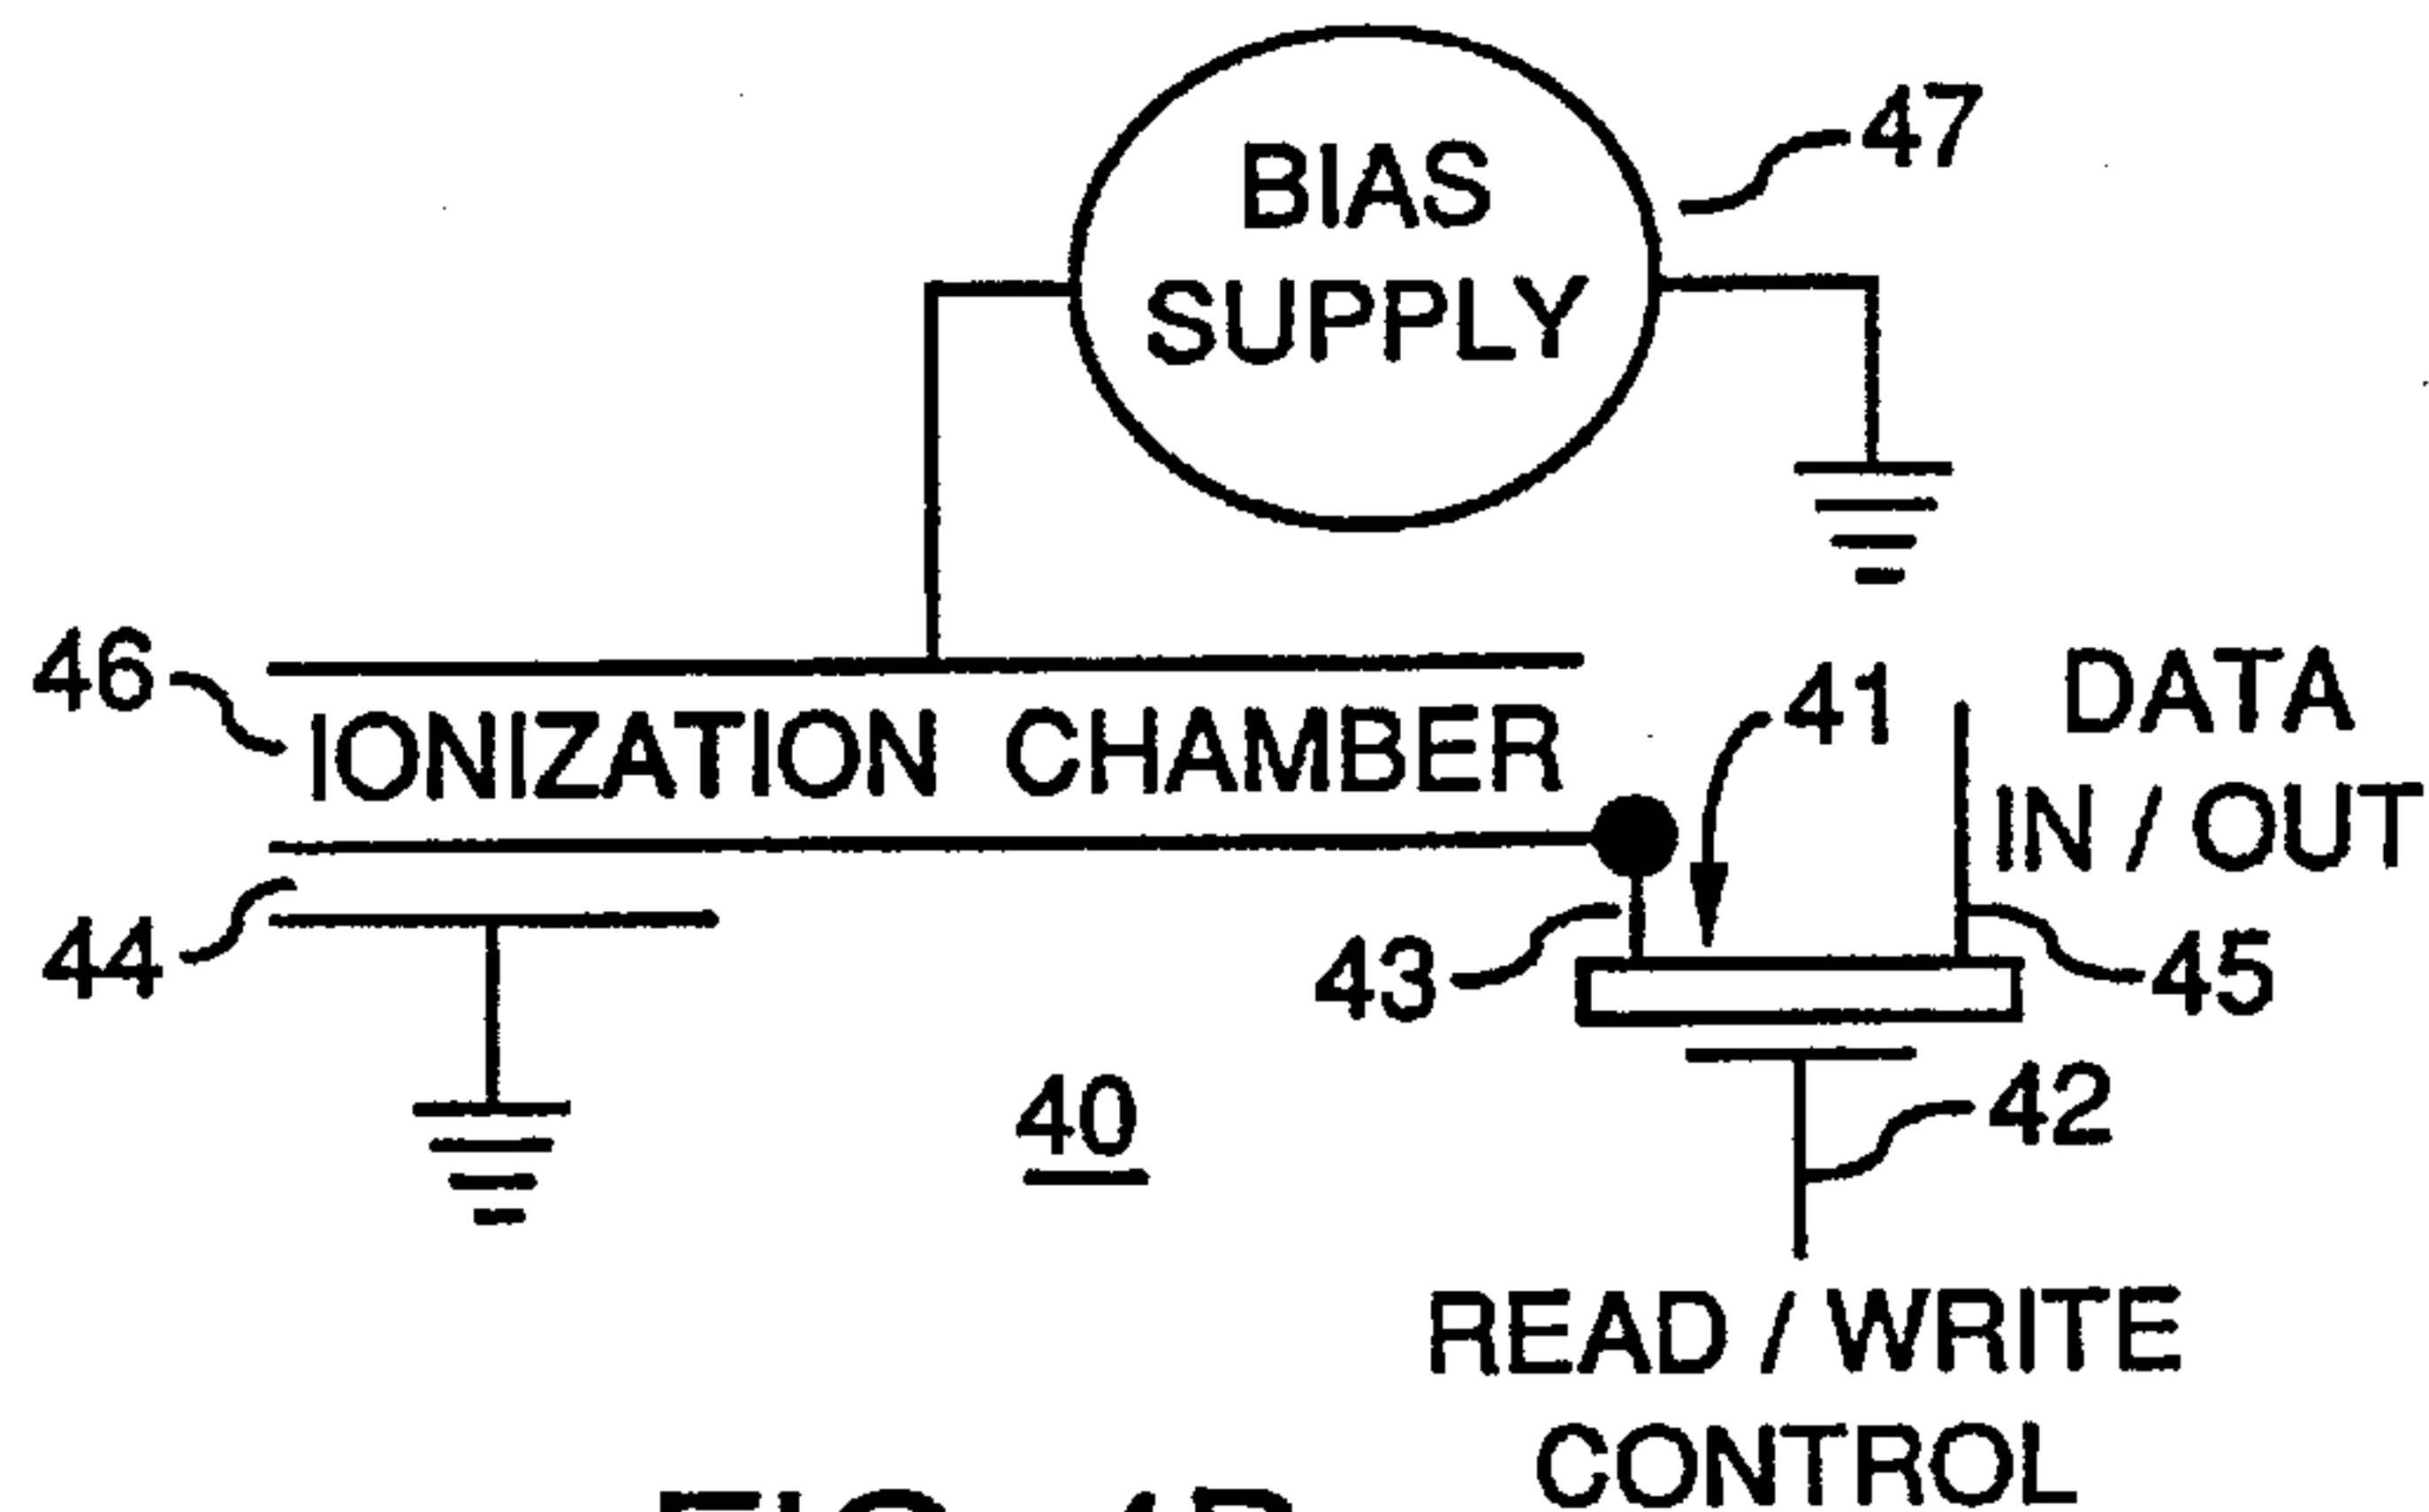 BIAS
SUPPLY
47
46
IONIZATION CHAMBER
41
DATA
IN / OUT
44
43
45
40
42
READ / WRITE
CONTROL